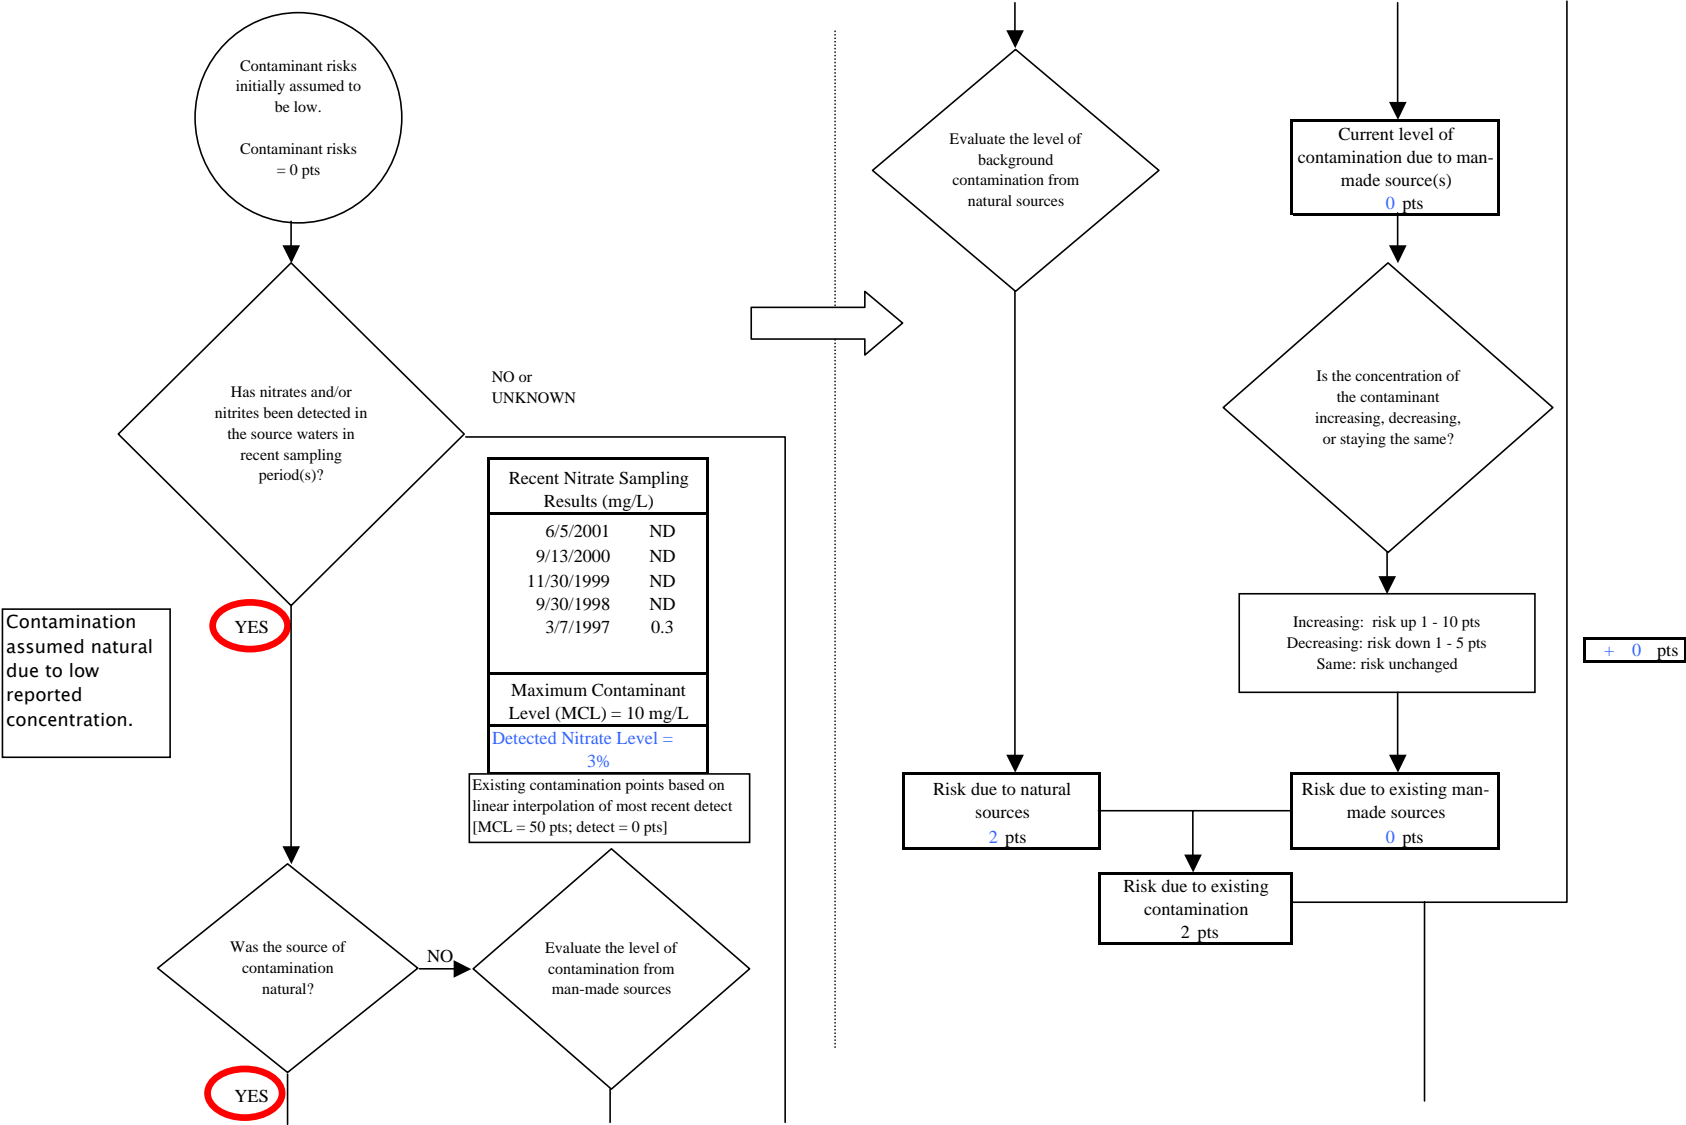 Contaminant risks
initially assumed to
be low.
Contaminant risks
= 0 pts
Has nitrates and/or
nitrites been detected in
the source waters in
recent sampling
period(s)?
NO or
UNKNOWN
YES
Contamination
assumed natural
due to low
reported
concentration.
Recent Nitrate Sampling
Results (mg/L)
6/5/2001 ND
9/13/2000 ND
11/30/1999 ND
9/30/1998 ND
3/7/1997 0.3
Maximum Contaminant
Level (MCL) = 10 mg/L
Detected Nitrate Level =
3%
Existing contamination points based on
linear interpolation of most recent detect
[MCL = 50 pts; detect = 0 pts]
Was the source of
contamination
natural?
NO
Evaluate the level of
contamination from
man-made sources
YES
Evaluate the level of
background
contamination from
natural sources
Current level of
contamination due to man-
made source(s)
0 pts
Is the concentration of
the contaminant
increasing, decreasing,
or staying the same?
Increasing: risk up 1 - 10 pts
Decreasing: risk down 1 - 5 pts
Same: risk unchanged
+ 0 pts
Risk due to natural
sources
2 pts
Risk due to existing man-
made sources
0 pts
Risk due to existing
contamination
2 pts